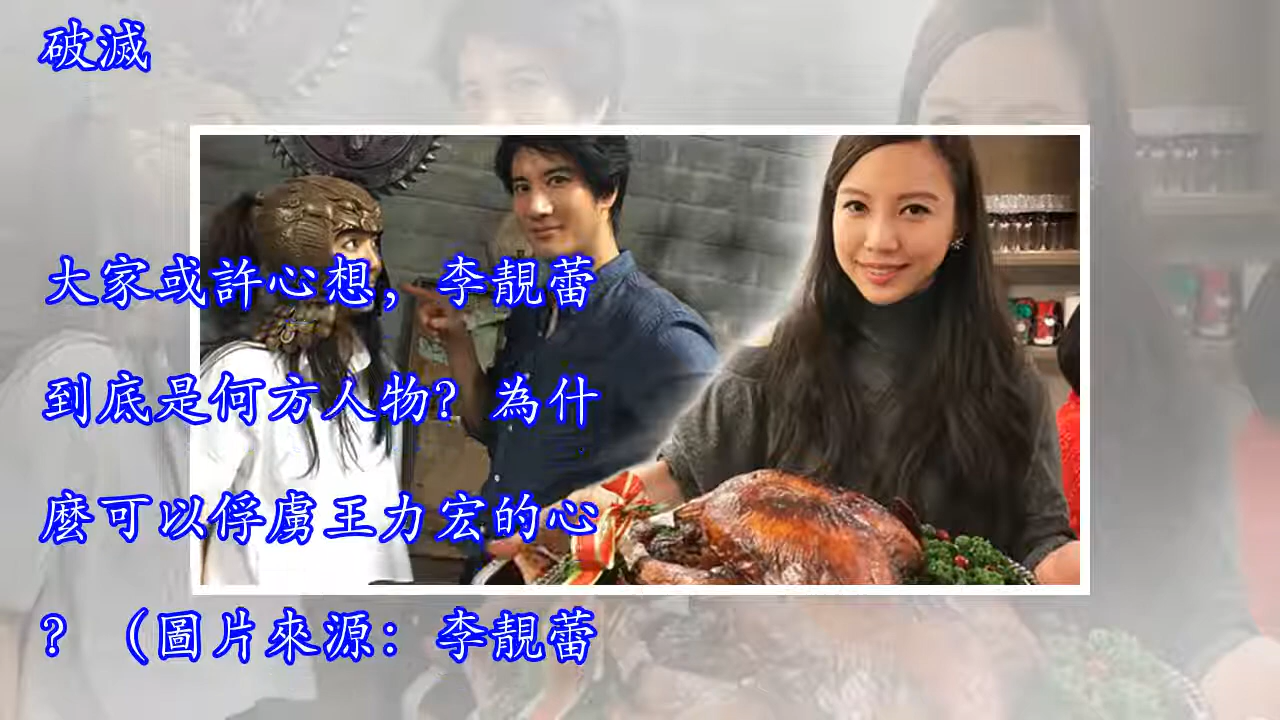 破滅
大家或許心想，李靚蕾
到底是何方人物？為什
麼可以俘虜王力宏的心
？（圖片來源：李靚蕾